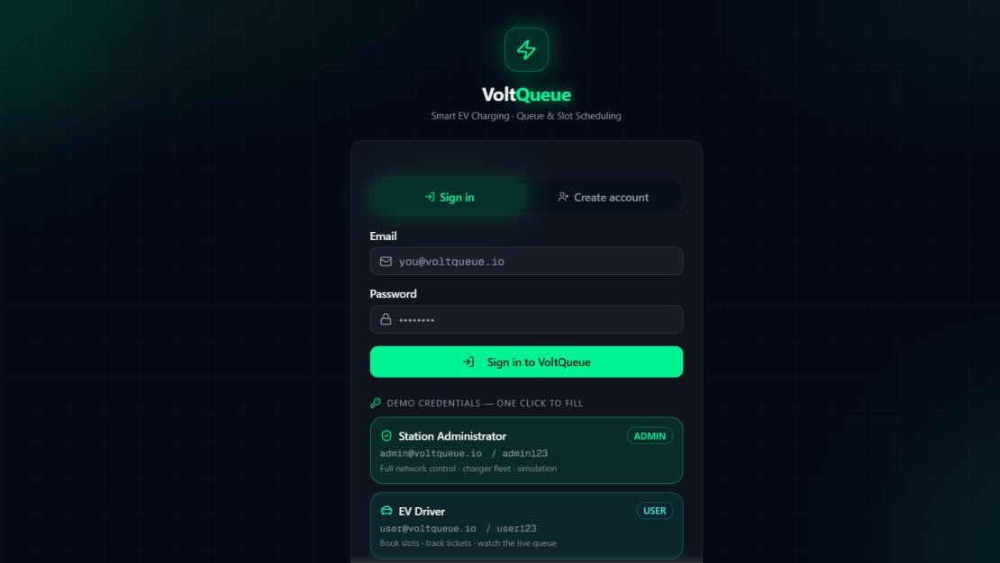 VoltQueue
Smart EV Charging · Queue & Slot Scheduling
Sign in
Create account
Email
you@voltqueue.io
Password
••••••••
Sign in to VoltQueue
DEMO CREDENTIALS — ONE CLICK TO FILL
Station Administrator
ADMIN
admin@voltqueue.io / admin123
Full network control · charger fleet · simulation
EV Driver
USER
user@voltqueue.io / user123
Book slots · track tickets · watch the live queue